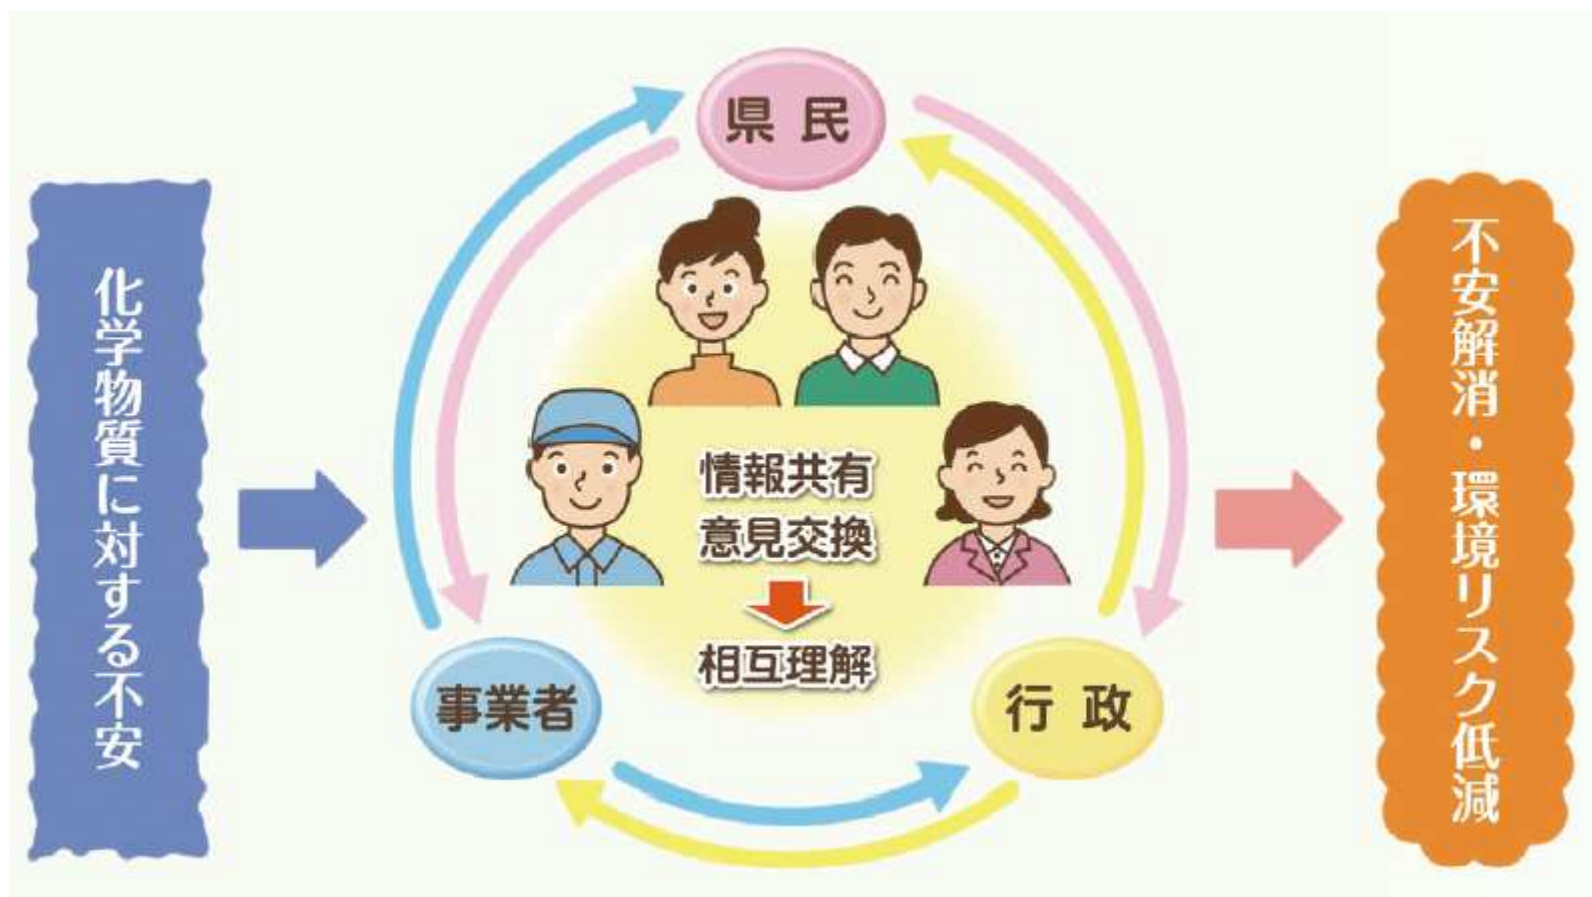 化学物質に対する不安
県民
情報共有
意見交換
相互理解
事業者
行政
不安解消・環境リスク低減